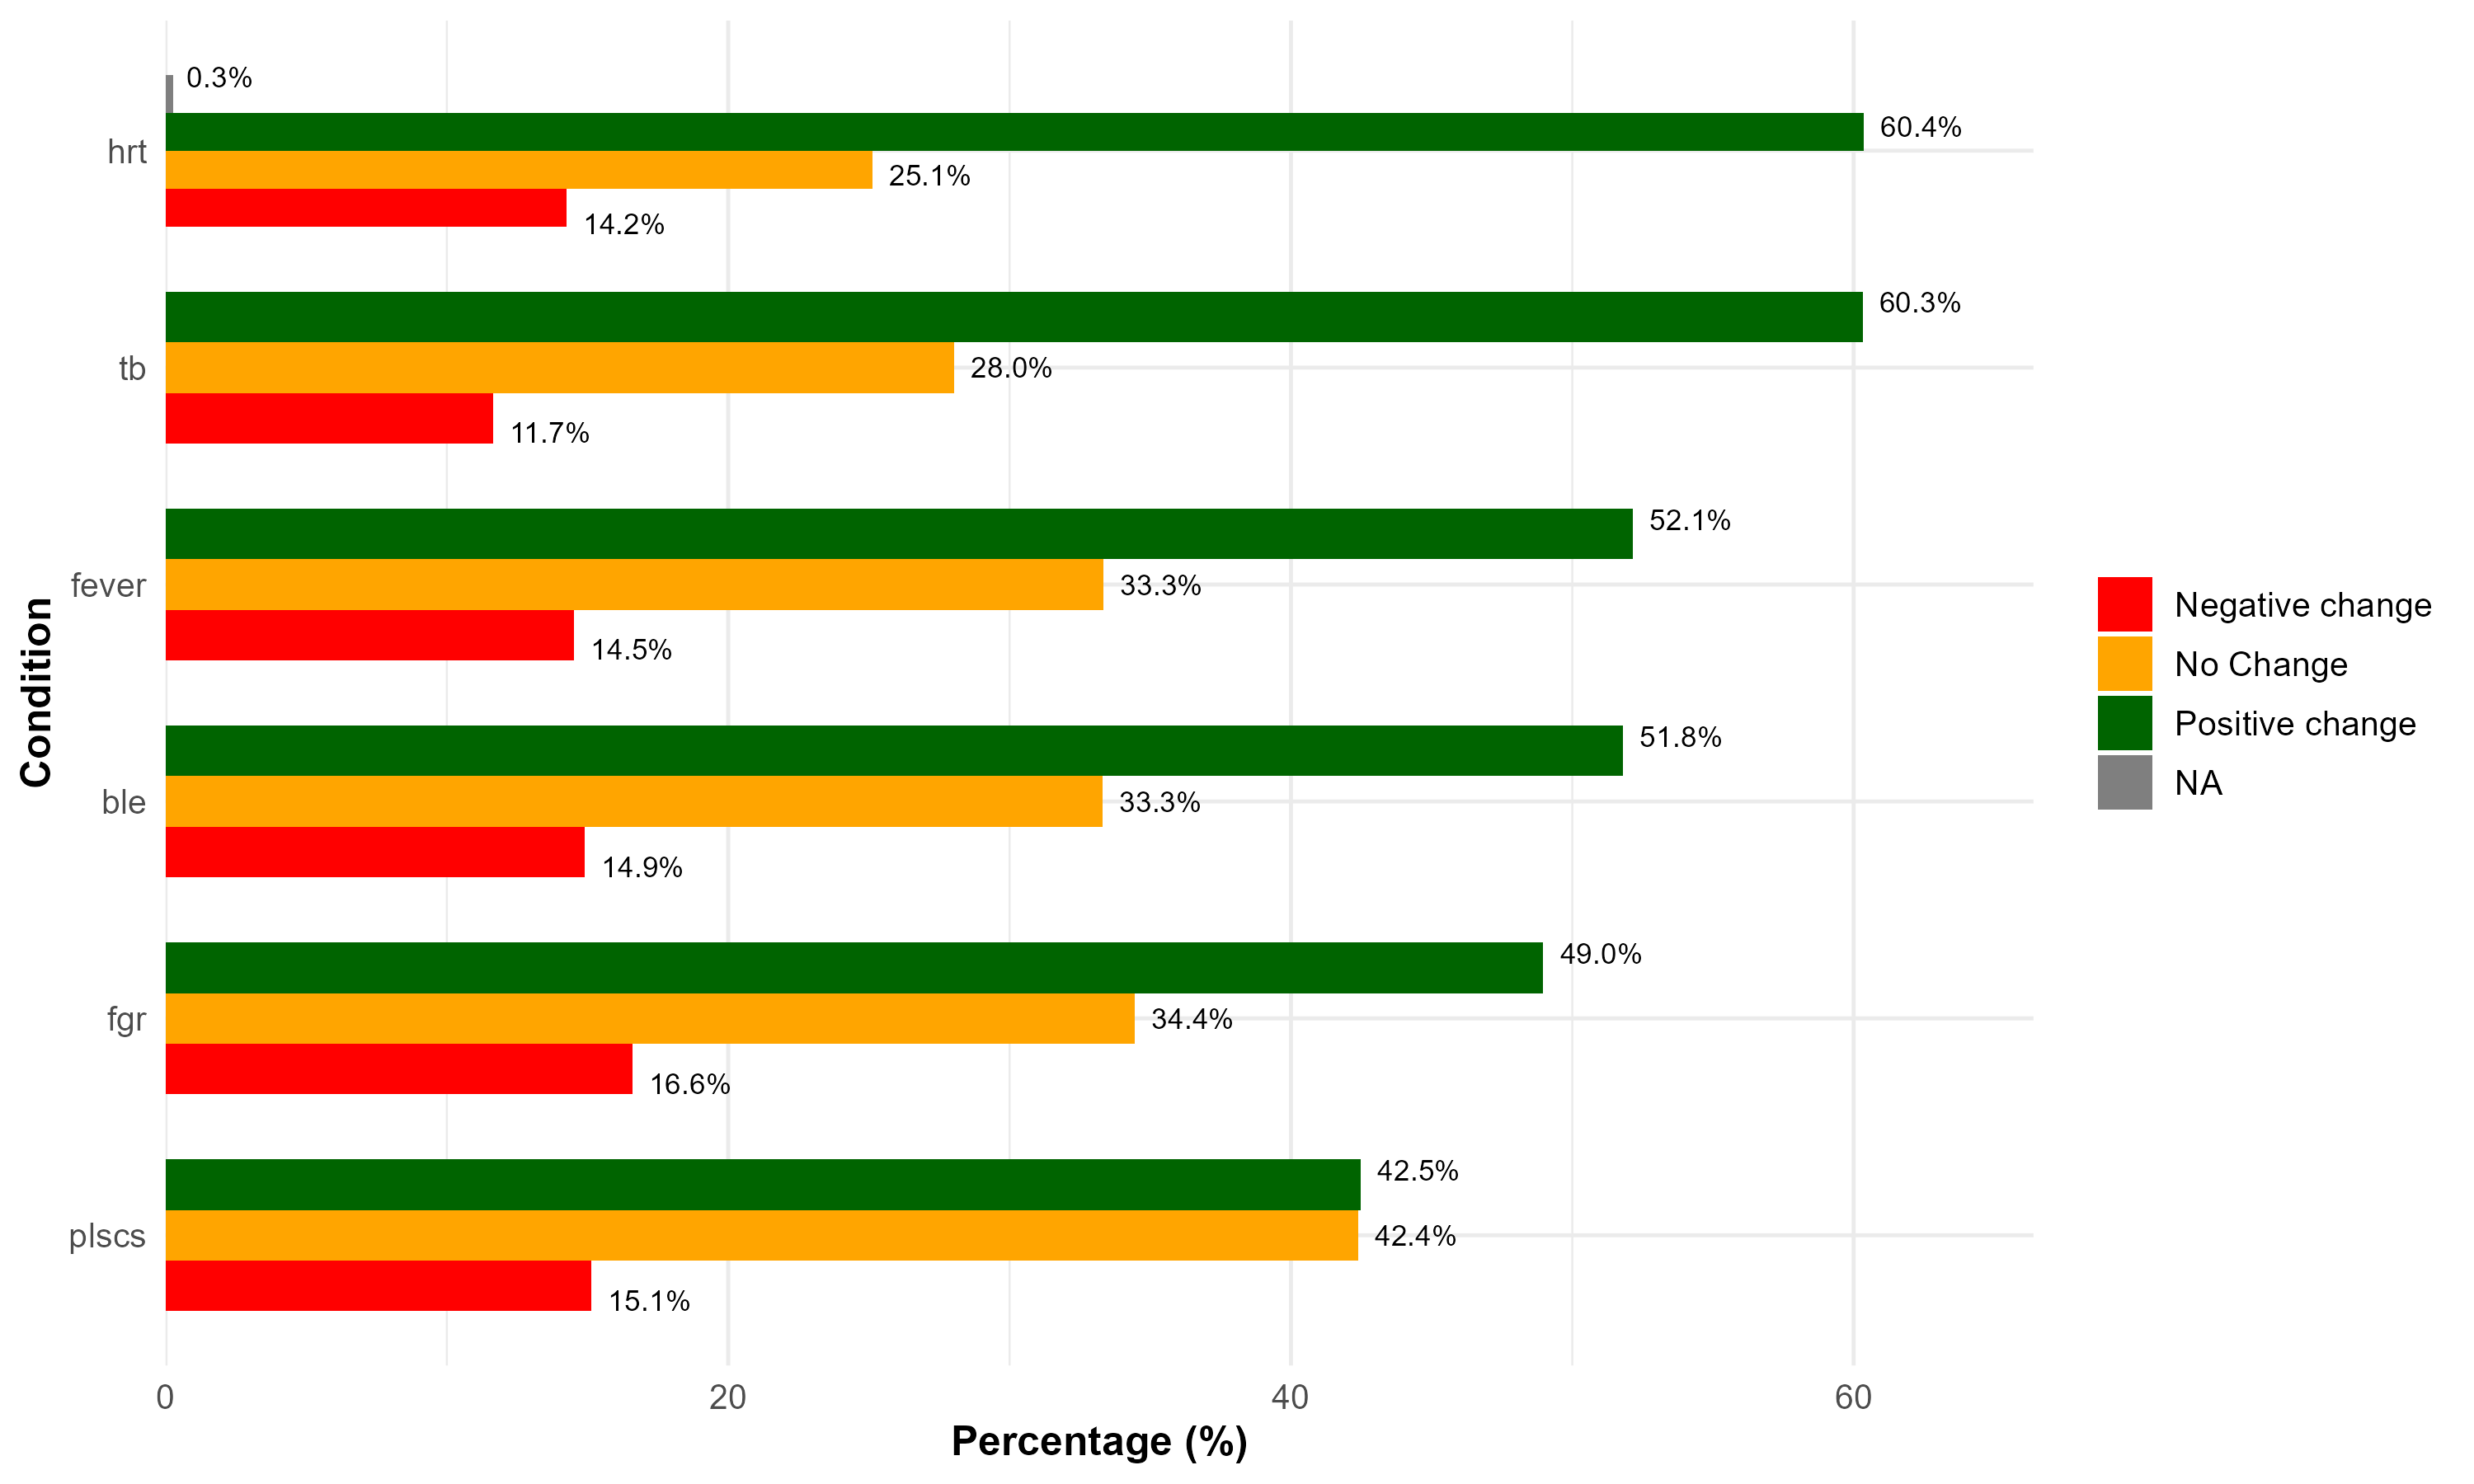 0.3%
60.4%
hrt
25.1%
14.2%
60.3%
tb
28.0%
11.7%
52.1%
fever
33.3%
14.5%
51.8%
ble
33.3%
14.9%
49.0%
fgr
34.4%
16.6%
42.5%
plscs
42.4%
15.1%
0 20 40 60
Percentage (%)
Condition
Negative change
No Change
Positive change
NA